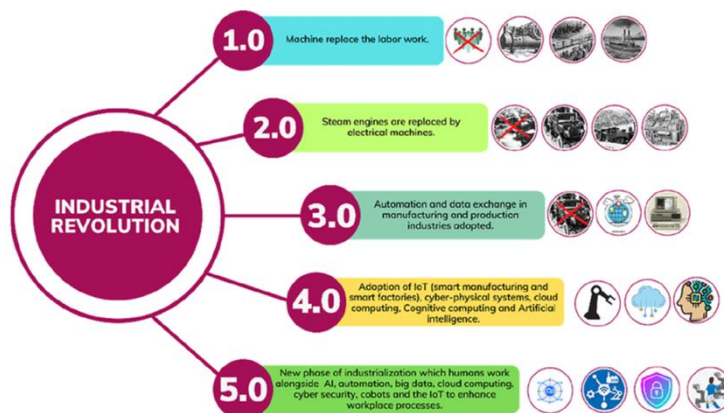 INDUSTRIAL
REVOLUTION
1.0
Machine replace the labor work.
2.0
Steam engines are replaced by
electrical machines.
3.0
Automation and data exchange in
manufacturing and production
industries adopted.
4.0
Adoption of IoT (smart manufacturing and
smart factories), cyber-physical systems, cloud
computing, Cognitive computing and Artificial
intelligence.
5.0
New phase of industrialization which humans work
alongside AI, automation, big data, cloud computing,
cyber security, cobots and the IoT to enhance
workplace processes.